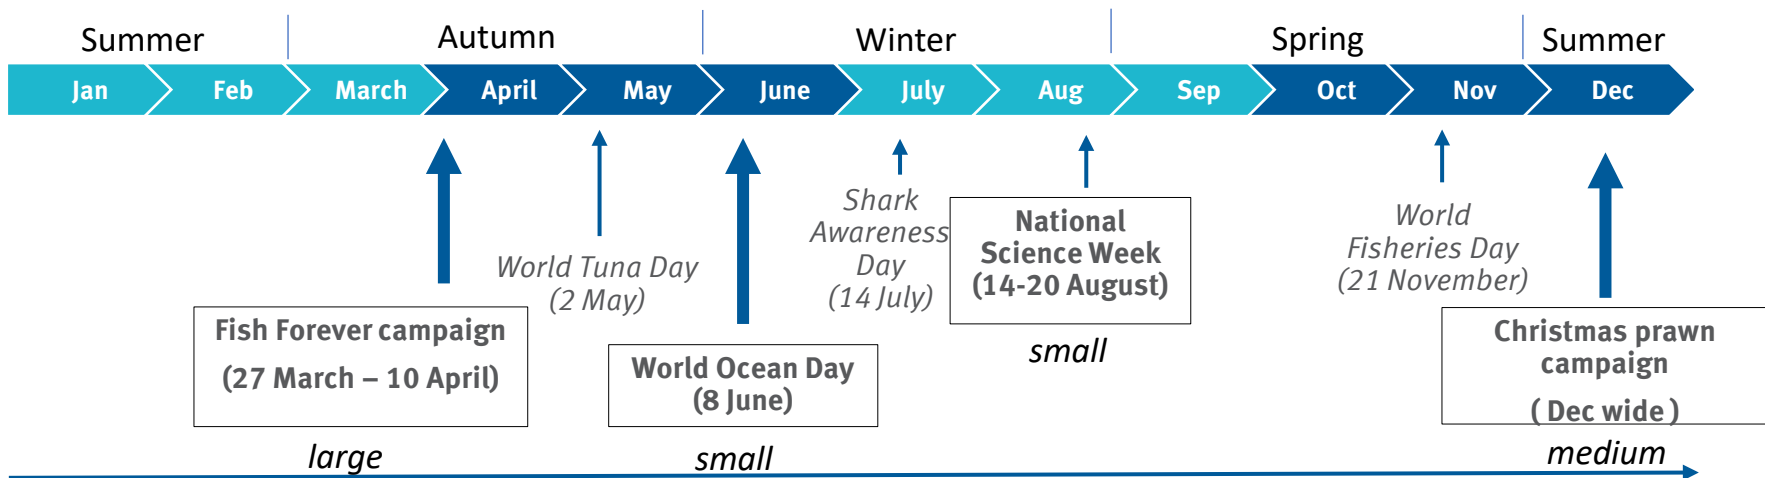 Summer
Autumn
Winter
Spring
Summer
Jan
Feb
March
April
May
June
July
Aug
Sep
Oct
Nov
Dec
Fish Forever campaign
(27 March – 10 April)
large
World Tuna Day
(2 May)
World Ocean Day
(8 June)
small
Shark
Awareness
Day
(14 July)
National
Science Week
(14-20 August)
small
World
Fisheries Day
(21 November)
Christmas prawn
campaign
( Dec wide )
medium